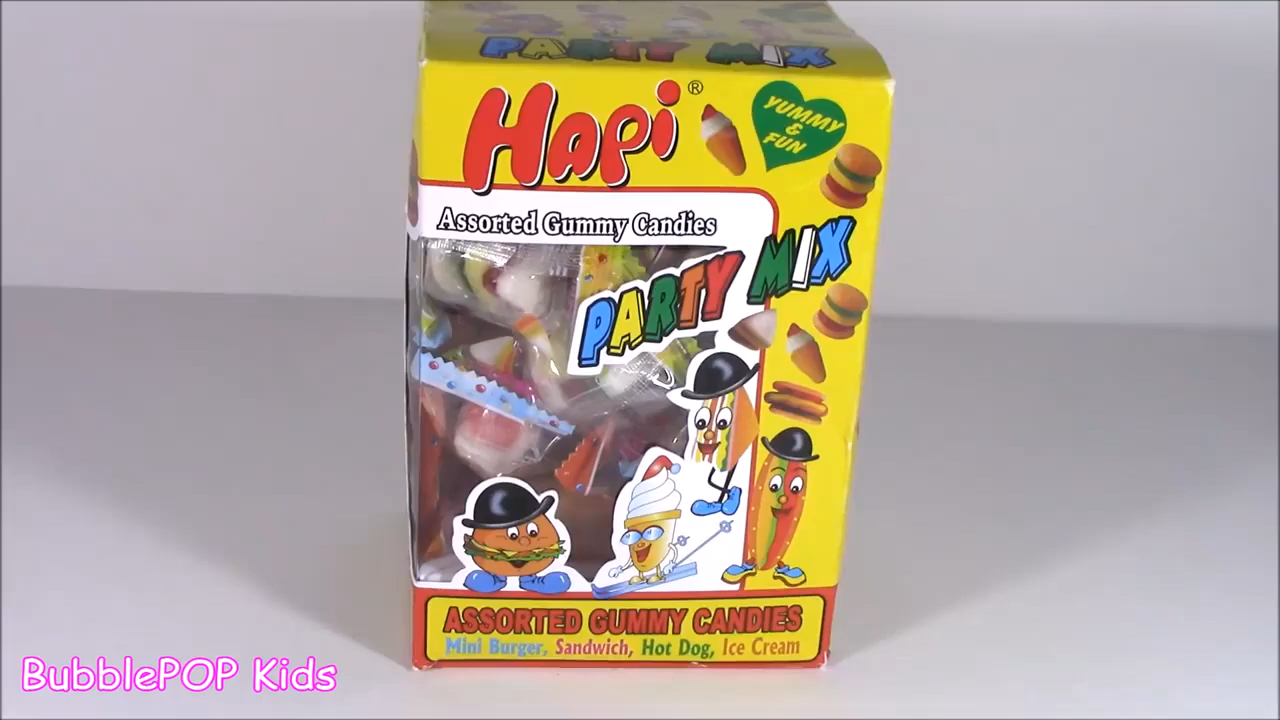 PARTY MIX
Hapi®
YUMMY
&
FUN
Assorted Gummy Candies
PARTY MIX
ASSORTED GUMMY CANDIES
Mini Burger, Sandwich, Hot Dog, Ice Cream
BubblePOP Kids